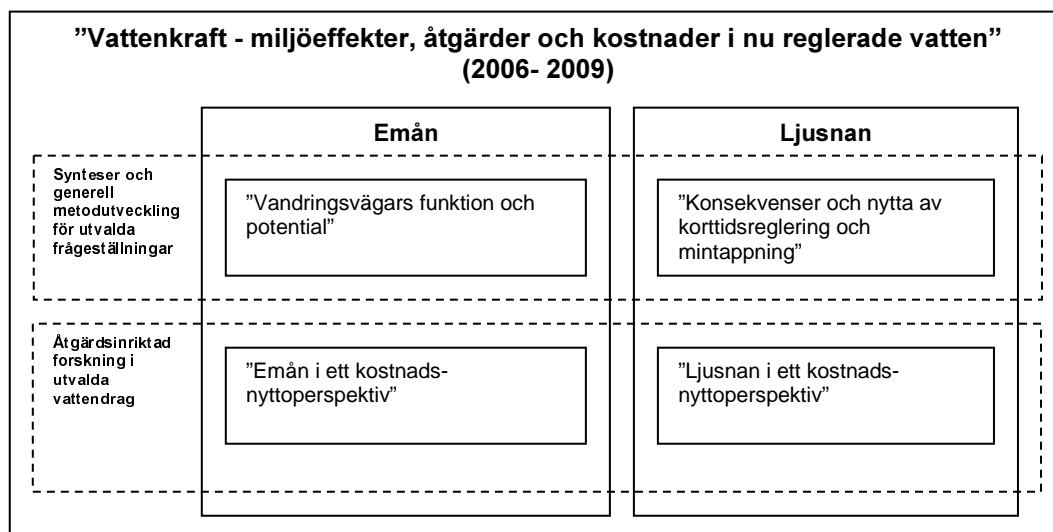 ”Vattenkraft - miljöeffekter, åtgärder och kostnader i nu reglerade vatten”
(2006- 2009)
Emån
Ljusnan
Synteser och
generell
metodutveckling
för utvalda
frågeställningar
”Vandringsvägars funktion och
potential”
”Konsekvenser och nytta av
korttidsreglering och
mintappning”
Åtgärdsinriktad
forskning i
utvalda
vattendrag
”Emån i ett kostnads-
nyttoperspektiv”
”Ljusnan i ett kostnads-
nyttoperspektiv”